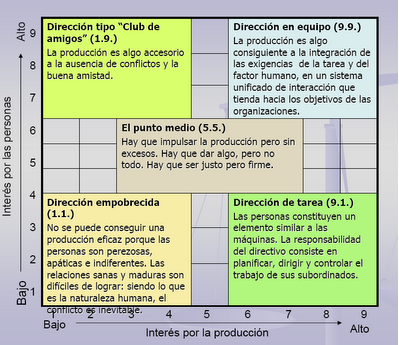 Alto
9
8
7
6
5
4
3
2
1
Bajo
Interés por las personas
Dirección tipo “Club de
amigos” (1.9.)
La producción es algo accesorio
a la ausencia de conflictos y la
buena amistad.
Dirección en equipo (9.9.)
La producción es algo
consiguiente a la integración de
las exigencias de la tarea y del
factor humano, en un sistema
unificado de interacción que
tienda hacia los objetivos de las
organizaciones.
El punto medio (5.5.)
Hay que impulsar la producción pero sin
excesos. Hay que dar algo, pero no
todo. Hay que ser justo pero firme.
Dirección empobrecida
(1.1.)
No se puede conseguir una
producción eficaz porque las
personas son perezosas,
apáticas e indiferentes. Las
relaciones sanas y maduras son
difíciles de lograr: siendo lo que
es la naturaleza humana, el
conflicto es inevitable.
Dirección de tarea (9.1.)
Las personas constituyen un
elemento similar a las
máquinas. La responsabilidad
del directivo consiste en
planificar, dirigir y controlar el
trabajo de sus subordinados.
1 2 3 4 5 6 7 8 9
Bajo
Interés por la producción
Alto